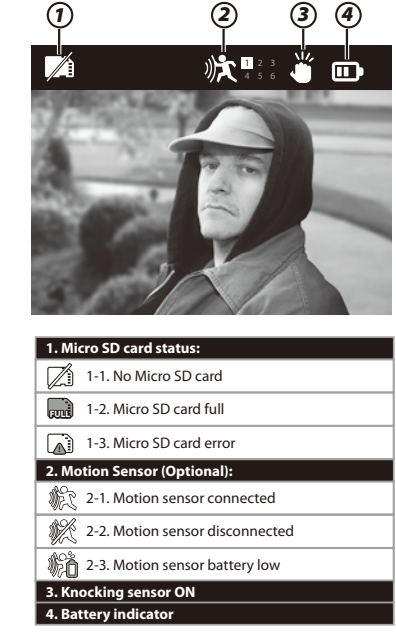 1 2 3 4
1 2 3
4 5 6
1. Micro SD card status:
1-1. No Micro SD card
FULL 1-2. Micro SD card full
1-3. Micro SD card error
2. Motion Sensor (Optional):
2-1. Motion sensor connected
2-2. Motion sensor disconnected
2-3. Motion sensor battery low
3. Knocking sensor ON
4. Battery indicator